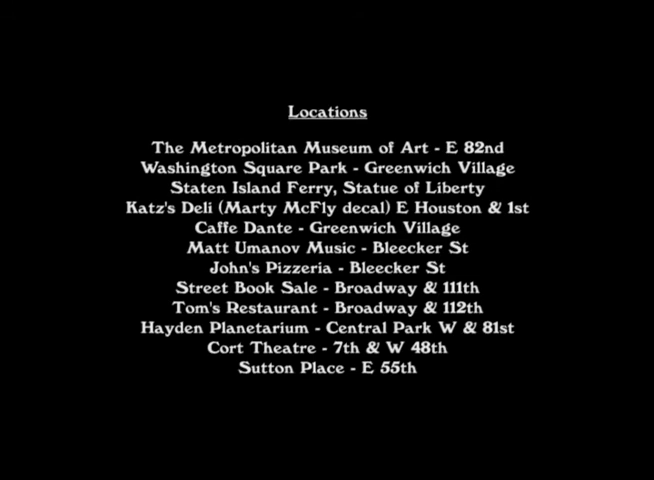 Locations
The Metropolitan Museum of Art - E 82nd
Washington Square Park - Greenwich Village
Staten Island Ferry, Statue of Liberty
Katz's Deli (Marty McFly decal) E Houston & 1st
Caffe Dante - Greenwich Village
Matt Umanov Music - Bleecker St
John's Pizzeria - Bleecker St
Street Book Sale - Broadway & 111th
Tom's Restaurant - Broadway & 112th
Hayden Planetarium - Central Park W & 81st
Cort Theatre - 7th & W 48th
Sutton Place - E 55th